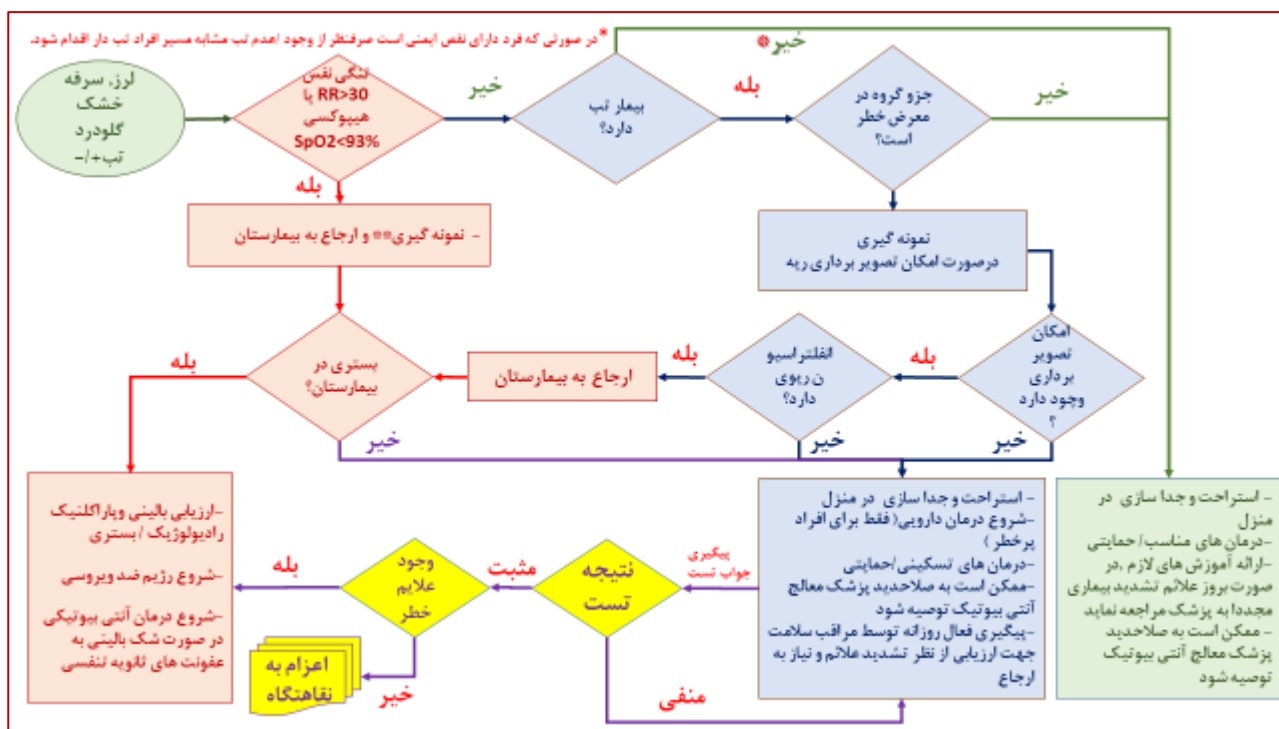 *در صورتی که فرد دارای نقص ایمنی است صرفنظر از وجود /عدم تب مشابه مسیر افراد تب دار اقدام شود.
لرز, سرفه
خشک
گلودرد
تب+/-
تنگی نفس
RR>30 یا
هیپوکسی
SpO2<93%
خیر
بیمار تب
دارد؟
خیر*
بله
جزو گروه در
معرض خطر
است؟
خیر
بله
- نمونه گیری** و ارجاع به بیمارستان
نمونه گیری
درصورت امکان تصویر برداری ریه
امکان
تصویر
برداری
وجود دارد
؟
بله
انفلتراسیو
ن ریوی
دارد؟
بله
ارجاع به بیمارستان
بستری در
بیمارستان؟
بله
خیر
خیر
خیر
-ارزیابی بالینی وپاراکلنیک
رادیولوژیک / بستری
-شروع رژیم ضد ویروسی
-شروع درمان آنتی بیوتیکی
در صورت شک بالینی به
عفونت های ثانویه تنفسی
- استراحت و جدا سازی در منزل
-شروع درمان دارویی( فقط برای افراد
پرخطر )
-درمان های تسکینی/حمایتی
-ممکن است به صلاحدید پزشک معالج
آنتی بیوتیک توصیه شود
-پیگیری فعال روزانه توسط مراقب سلامت
جهت ارزیابی از نظر تشدید علائم و نیاز به
ارجاع
- استراحت و جدا سازی در
منزل
-درمان های مناسب/حمایتی
-ارائه آموزش های لازم .در
صورت بروز علائم تشدید بیماری
مجددا به پزشک مراجعه نماید
- ممکن است به صلاحدید
پزشک معالج آنتی بیوتیک
توصیه شود
پیگیری
جواب تست
نتیجه
تست
مثبت
منفی
وجود
علایم
خطر
بله
خیر
اعزام به
نقاهتگاه